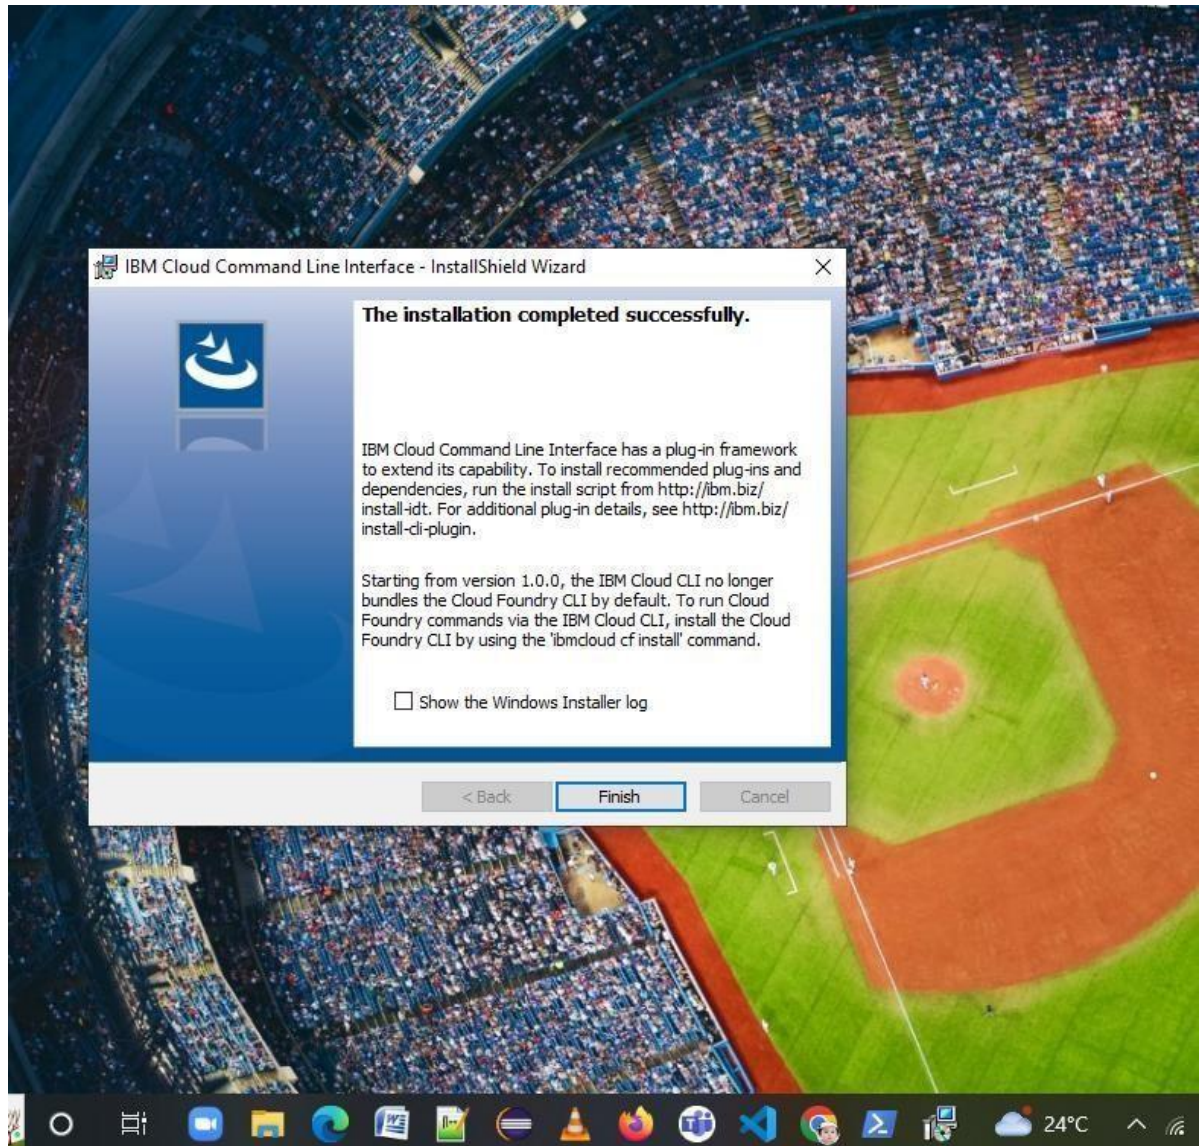 IBM Cloud Command Line Interface - InstallShield Wizard
The installation completed successfully.
IBM Cloud Command Line Interface has a plug-in framework
to extend its capability. To install recommended plug-ins and
dependencies, run the install script from http://ibm.biz/
install-idt. For additional plug-in details, see http://ibm.biz/
install-cli-plugin.
Starting from version 1.0.0, the IBM Cloud CLI no longer
bundles the Cloud Foundry CLI by default. To run Cloud
Foundry commands via the IBM Cloud CLI, install the Cloud
Foundry CLI by using the 'ibmcloud cf install' command.
Show the Windows Installer log
< Back Finish Cancel
24°C